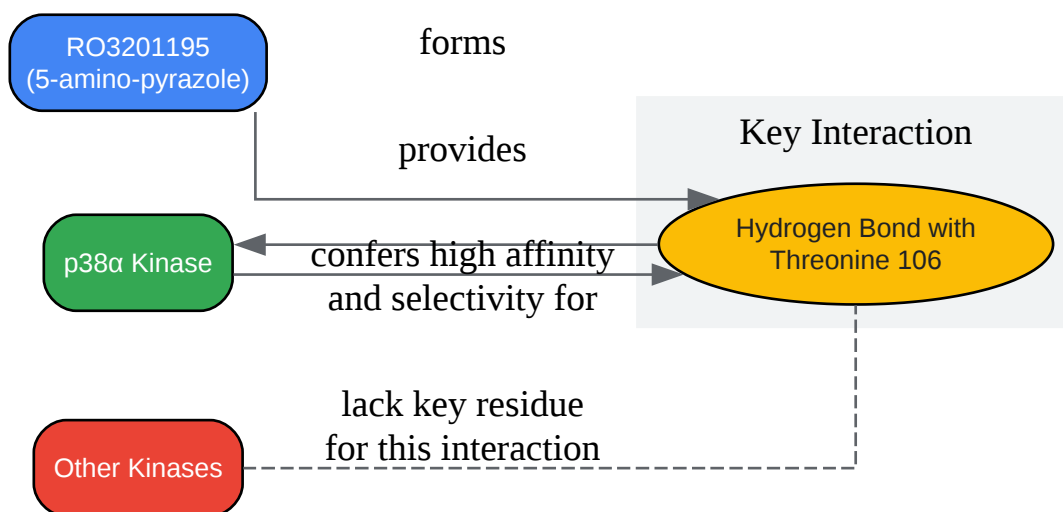 RO3201195
(5-amino-pyrazole)
forms
provides
Key Interaction
Hydrogen Bond with
Threonine 106
p38α Kinase
confers high affinity
and selectivity for
lack key residue
for this interaction
Other Kinases